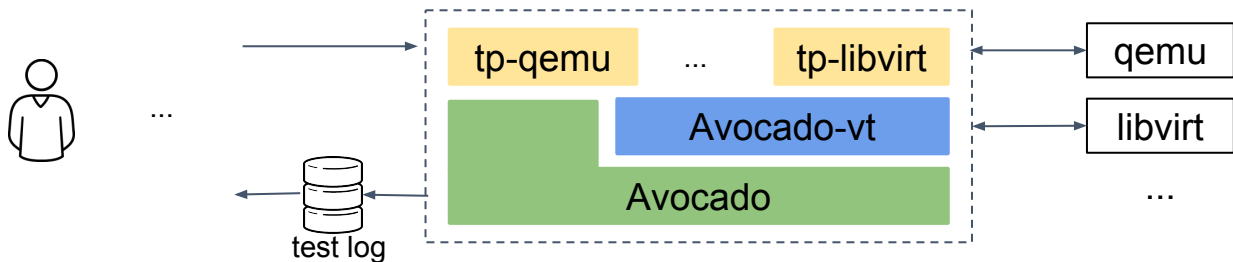 tp-qemu ... tp-libvirt
qemu
...
Avocado-vt
libvirt
Avocado
...
test log